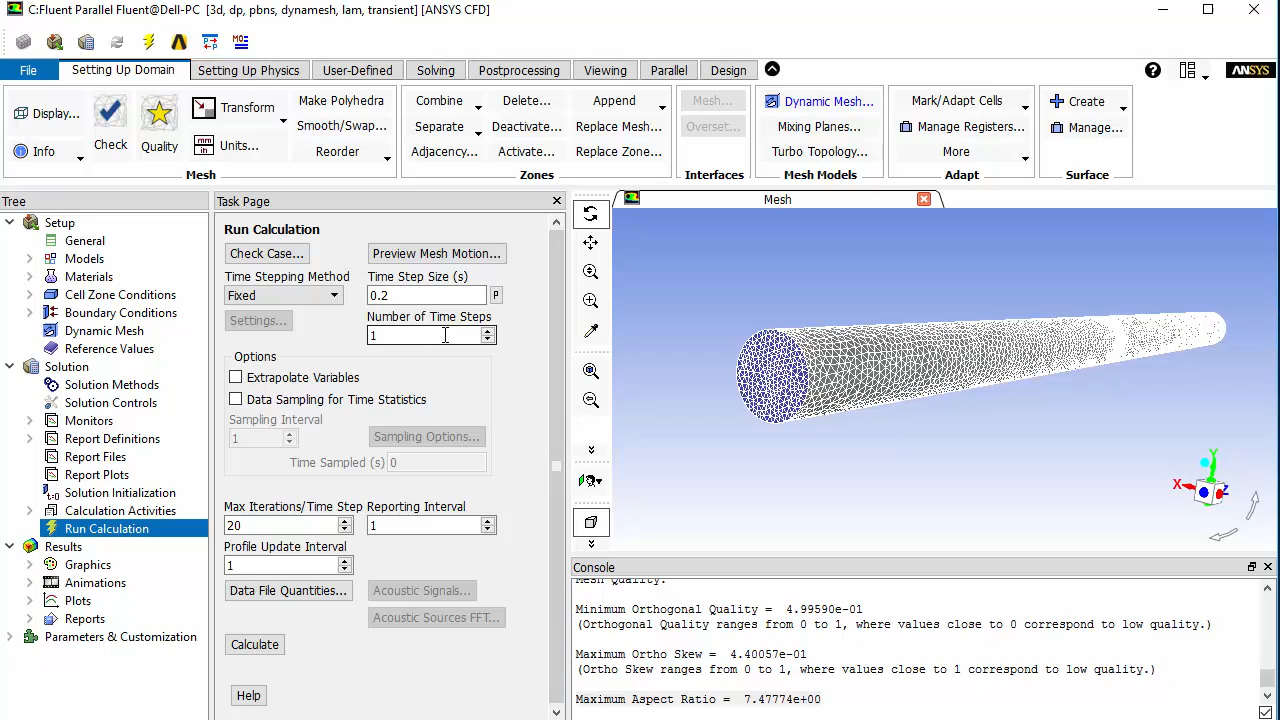 C:Fluent Parallel Fluent@Dell-PC [3d, dp, pbns, dynamesh, lam, transient] [ANSYS CFD]
File Setting Up Domain Setting Up Physics User-Defined Solving Postprocessing Viewing Parallel Design ANSYS
Display... Check Quality Transform Make Polyhedra Combine Delete... Append Mesh... Dynamic Mesh... Mark/Adapt Cells Create
Units... Smooth/Swap... Separate Deactivate... Replace Mesh... Overset... Mixing Planes... Manage Registers... Manage...
Info Reorder Adjacency... Activate... Replace Zone... Turbo Topology... More
Mesh Zones Interfaces Mesh Models Adapt Surface
Tree
Setup
General
Models
Materials
Cell Zone Conditions
Boundary Conditions
Dynamic Mesh
Reference Values
Solution
Solution Methods
Solution Controls
Monitors
Report Definitions
Report Files
Report Plots
Solution Initialization
Calculation Activities
Run Calculation
Results
Graphics
Animations
Plots
Reports
Parameters & Customization
Task Page
Run Calculation
Check Case... Preview Mesh Motion...
Time Stepping Method Time Step Size (s)
Fixed 0.2 P
Settings... Number of Time Steps
1
Options
Extrapolate Variables
Data Sampling for Time Statistics
Sampling Interval
1 Sampling Options...
Time Sampled (s) 0
Max Iterations/Time Step Reporting Interval
20 1
Profile Update Interval
1
Data File Quantities... Acoustic Signals...
Acoustic Sources FFT...
Calculate
Help
Mesh
Y
X
Z
Console
Mesh Quality:
Minimum Orthogonal Quality = 4.99590e-01
(Orthogonal Quality ranges from 0 to 1, where values close to 0 correspond to low quality.)
Maximum Ortho Skew = 4.40057e-01
(Ortho Skew ranges from 0 to 1, where values close to 1 correspond to low quality.)
Maximum Aspect Ratio = 7.47774e+00